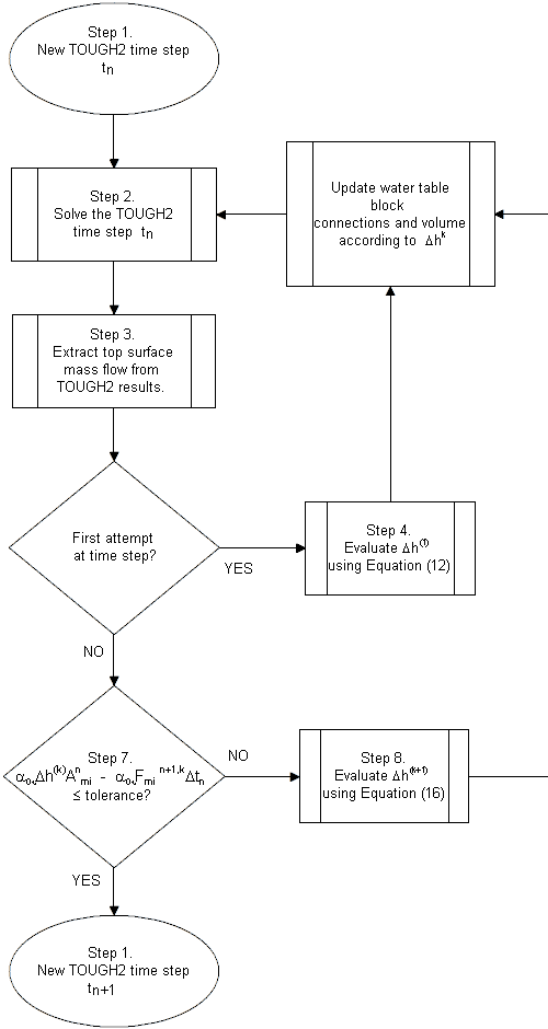 Step 1.
New TOUGH2 time step
tn
Step 2.
Solve the TOUGH2
time step tn
Update water table
block
connections and volume
according to Δh^k
Step 3.
Extract top surface
mass flow from
TOUGH2 results.
First attempt
at time step?
YES
Step 4.
Evaluate Δh^(1)
using Equation (12)
NO
Step 7.
α₀,Δh^(k)A^n_mi - α₀,F_mi^n+1,k Δt_n
≤ tolerance?
NO
Step 8.
Evaluate Δh^(k+1)
using Equation (16)
YES
Step 1.
New TOUGH2 time step
tn+1